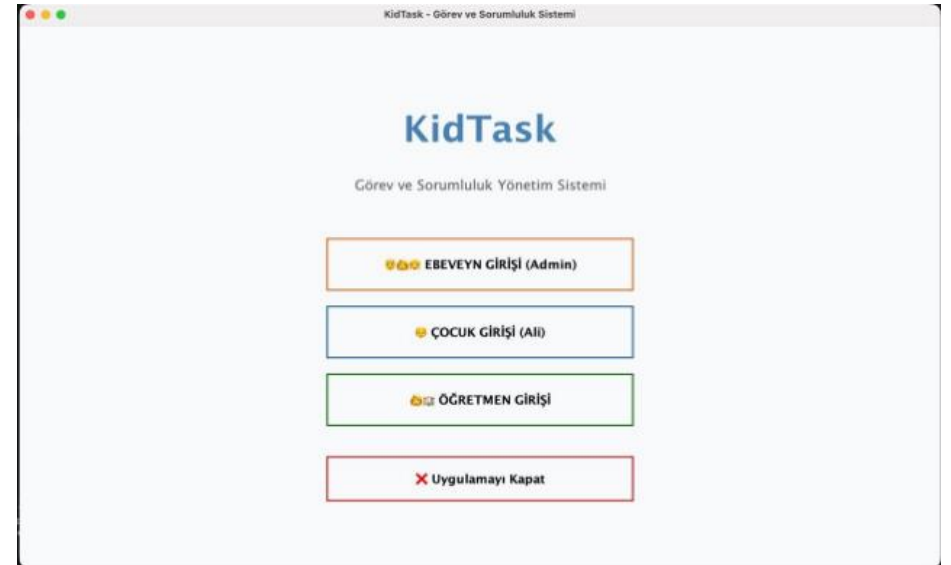 KidTask - Görev ve Sorumluluk Sistemi
KidTask
Görev ve Sorumluluk Yönetim Sistemi
EBEVEYN GİRİŞİ (Admin)
ÇOCUK GİRİŞİ (Ali)
ÖĞRETMEN GİRİŞİ
❌ Uygulamayı Kapat